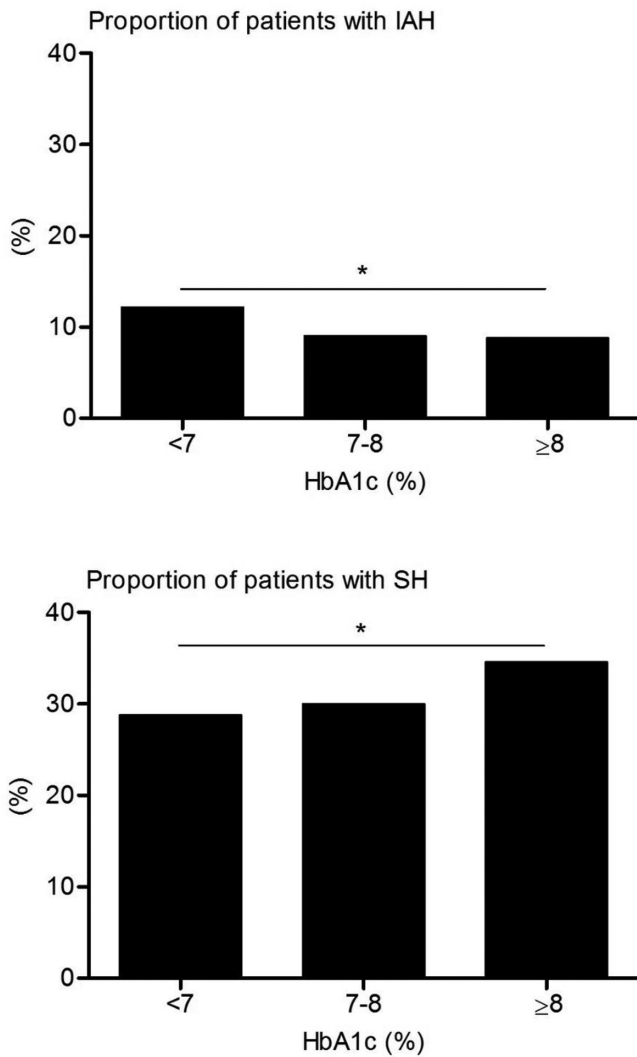 Proportion of patients with IAH
40
30
20
10
0
(%)
*
<7 7-8 ≥8
HbA1c (%)
Proportion of patients with SH
40
30
20
10
0
(%)
*
<7 7-8 ≥8
HbA1c (%)